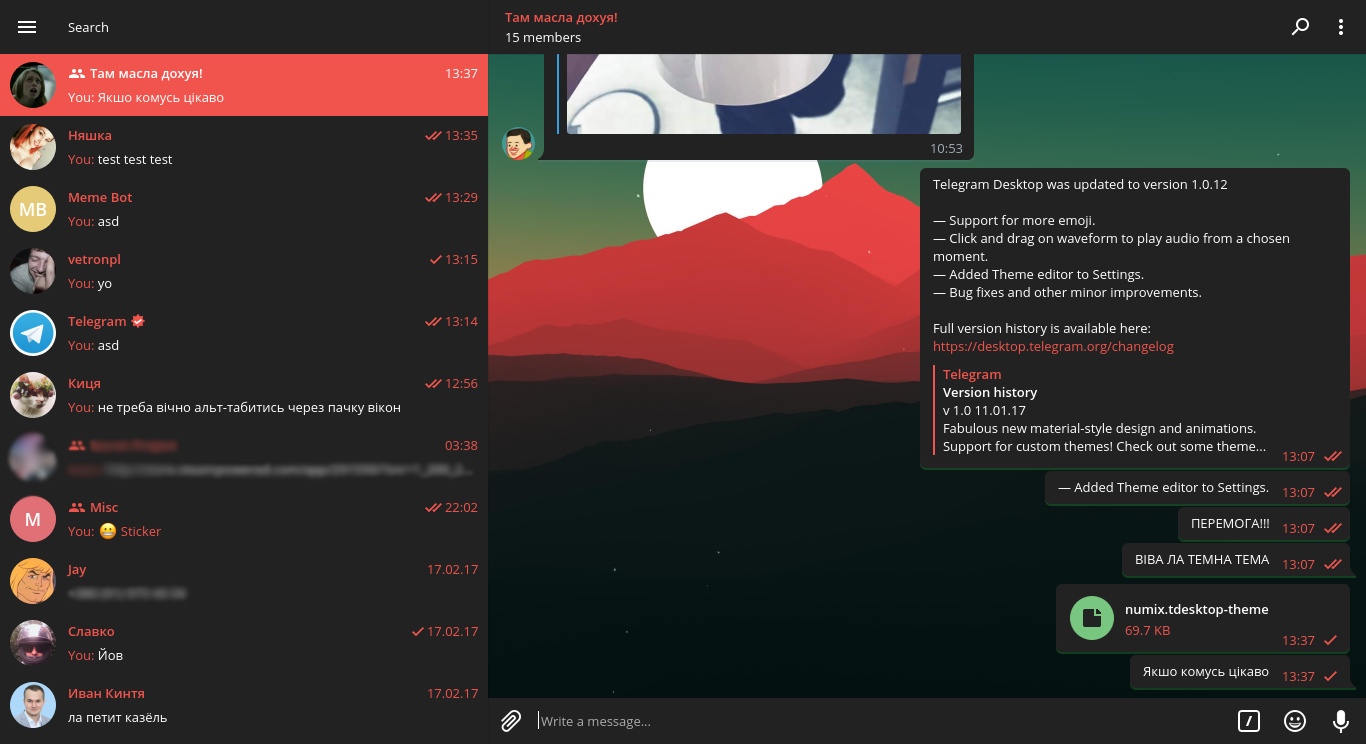 Search
Там масла дохуя!
13:37
You: Якшо комусь цікаво
Няшка
13:35
You: test test test
MB
Meme Bot
13:29
You: asd
vetronpl
13:15
You: yo
Telegram
13:14
You: asd
Киця
12:56
You: не треба вічно альт-табитись через пачку вікон
03:38
M
Misc
22:02
You: 😬 Sticker
Jay
17.02.17
Славко
17.02.17
You: Йов
Иван Кинтя
17.02.17
ла петит казёль
Там масла дохуя!
15 members
10:53
Telegram Desktop was updated to version 1.0.12
— Support for more emoji.
— Click and drag on waveform to play audio from a chosen
moment.
— Added Theme editor to Settings.
— Bug fixes and other minor improvements.
Full version history is available here:
https://desktop.telegram.org/changelog
Telegram
Version history
v 1.0 11.01.17
Fabulous new material-style design and animations.
Support for custom themes! Check out some theme...
13:07
— Added Theme editor to Settings.
13:07
ПЕРЕМОГА!!!
13:07
ВІВА ЛА ТЕМНА ТЕМА
13:07
numix.tdesktop-theme
69.7 KB
13:37
Якшо комусь цікаво
13:37
Write a message...